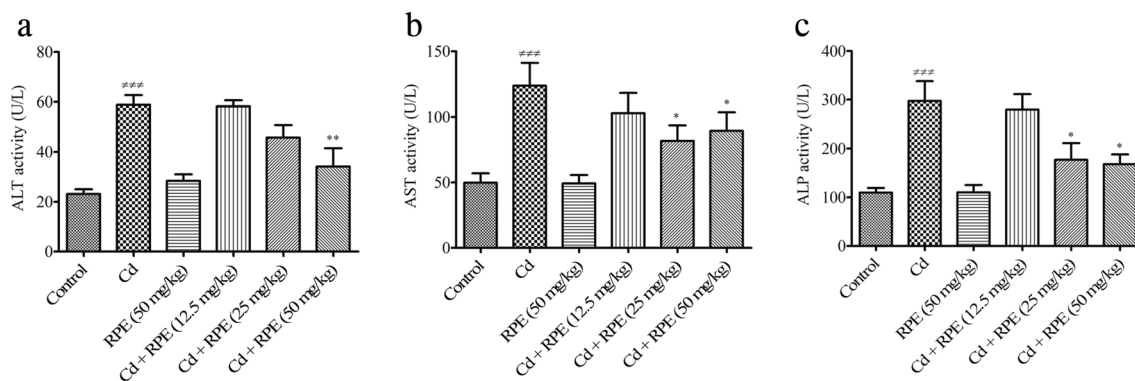 a
ALT activity (U/L)
80
60
40
20
0
≠≠≠
**
Control
Cd
RPE (50 mg/kg)
Cd + RPE (12.5 mg/kg)
Cd + RPE (25 mg/kg)
Cd + RPE (50 mg/kg)
b
AST activity (U/L)
150
100
50
0
≠≠≠
*
*
Control
Cd
RPE (50 mg/kg)
Cd + RPE (12.5 mg/kg)
Cd + RPE (25 mg/kg)
Cd + RPE (50 mg/kg)
c
ALP activity (U/L)
400
300
200
100
0
≠≠≠
*
*
Control
Cd
RPE (50 mg/kg)
Cd + RPE (12.5 mg/kg)
Cd + RPE (25 mg/kg)
Cd + RPE (50 mg/kg)